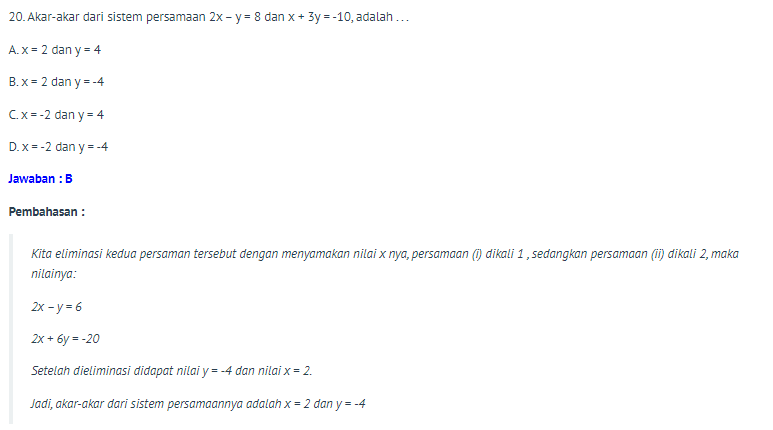 20. Akar-akar dari sistem persamaan 2x – y = 8 dan x + 3y = -10, adalah . . .
A. x = 2 dan y = 4
B. x = 2 dan y = -4
C. x = -2 dan y = 4
D. x = -2 dan y = -4
Jawaban : B
Pembahasan :
Kita eliminasi kedua persaman tersebut dengan menyamakan nilai x nya, persamaan (i) dikali 1 , sedangkan persamaan (ii) dikali 2, maka
nilainya:
2x – y = 6
2x + 6y = -20
Setelah dieliminasi didapat nilai y = -4 dan nilai x = 2.
Jadi, akar-akar dari sistem persamaannya adalah x = 2 dan y = -4